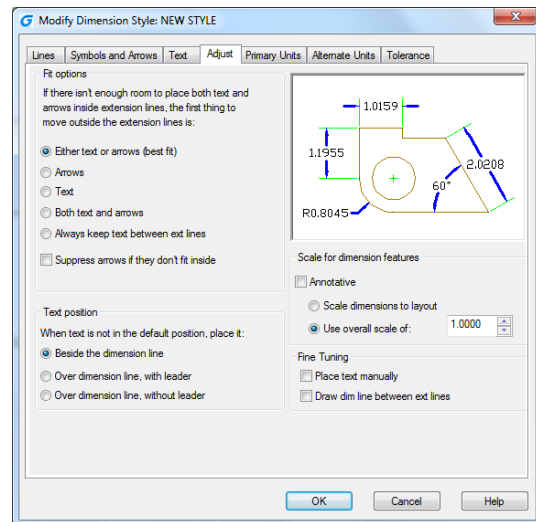 Modify Dimension Style: NEW STYLE
Lines Symbols and Arrows Text Adjust Primary Units Alternate Units Tolerance
Fit options
If there isn't enough room to place both text and
arrows inside extension lines, the first thing to
move outside the extension lines is:
Either text or arrows (best fit)
Arrows
Text
Both text and arrows
Always keep text between ext lines
Suppress arrows if they don't fit inside
Text position
When text is not in the default position, place it:
Beside the dimension line
Over dimension line, with leader
Over dimension line, without leader
1.0159
1.1955
2.0208
60°
R0.8045
Scale for dimension features
Annotative
Scale dimensions to layout
Use overall scale of: 1.0000
Fine Tuning
Place text manually
Draw dim line between ext lines
OK Cancel Help